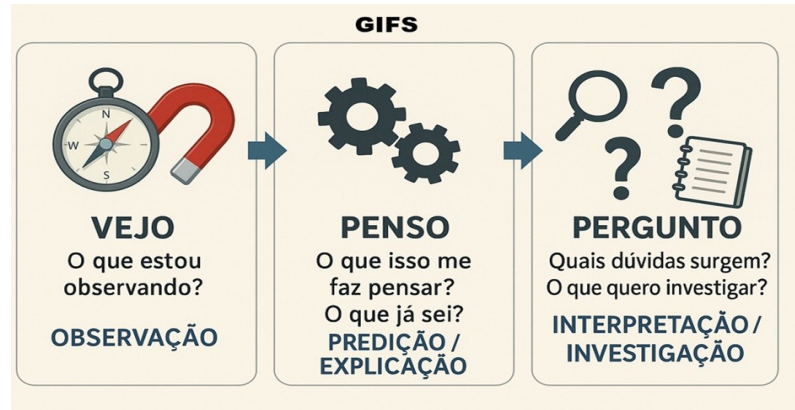 GIFS
N
W
S
VEJO
O que estou
observando?
OBSERVAÇÃO
PENSO
O que isso me
faz pensar?
O que já sei?
PREDIÇÃO /
EXPLICAÇÃO
PERGUNTO
Quais dúvidas surgem?
O que quero investigar?
INTERPRETAÇÃO /
INVESTIGAÇÃO